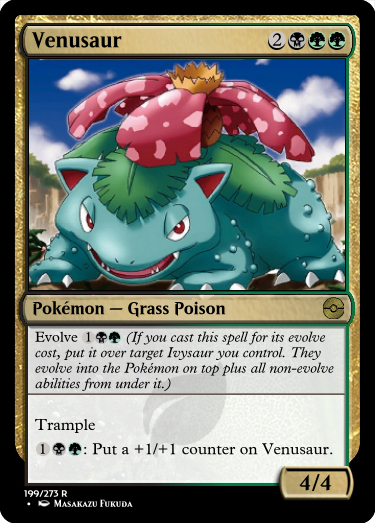 Venusaur 2
Pokémon — Grass Poison
Evolve 1 (If you cast this spell for its evolve
cost, put it over target Ivysaur you control. They
evolve into the Pokémon on top plus all non-evolve
abilities from under it.)
Trample
1 : Put a +1/+1 counter on Venusaur.
4/4
199/273 R
• Masakazu Fukuda